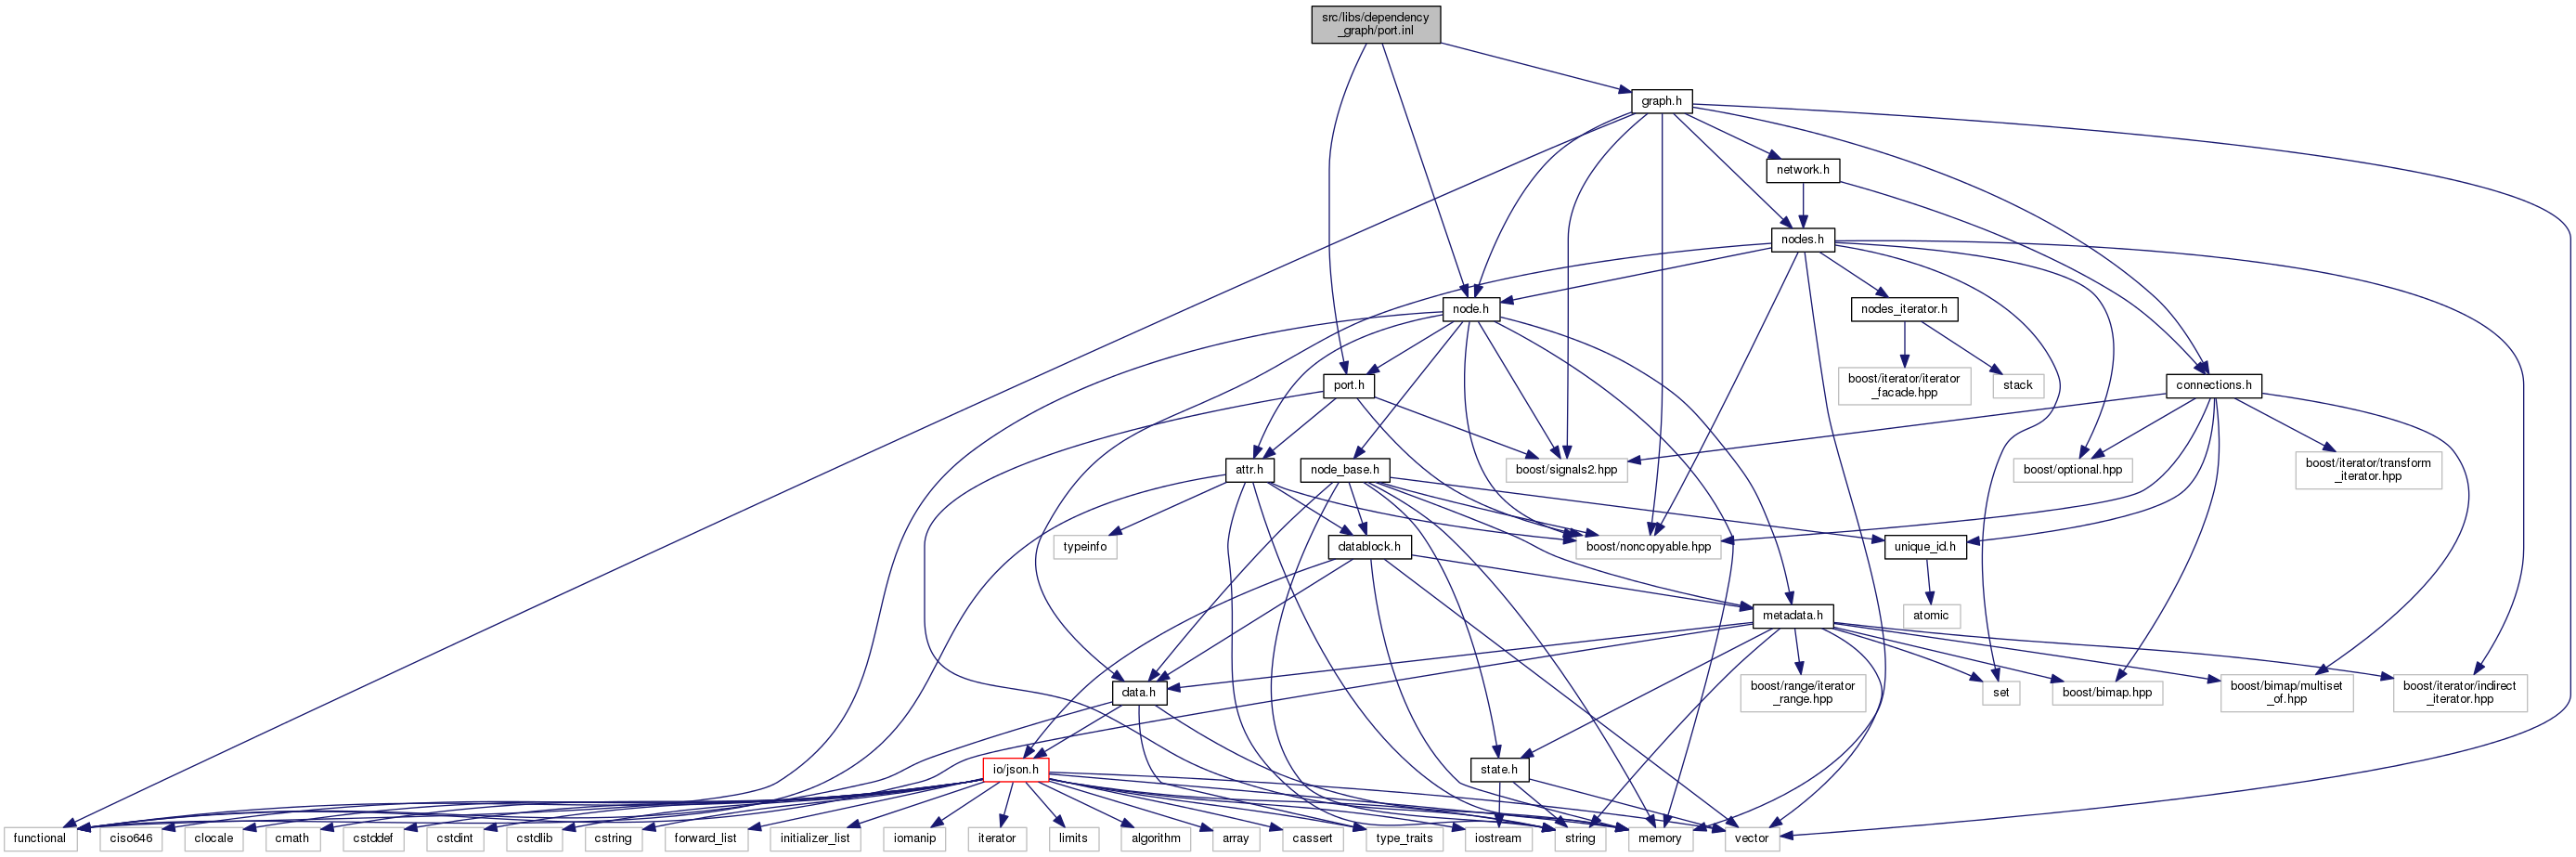 src/libs/dependency
_graph/port.inl
graph.h
network.h
nodes.h
node.h
nodes_iterator.h
port.h
boost/iterator/iterator
_facade.hpp
stack
connections.h
attr.h
node_base.h
boost/signals2.hpp
boost/optional.hpp
boost/iterator/transform
_iterator.hpp
typeinfo
datablock.h
boost/noncopyable.hpp
unique_id.h
metadata.h
atomic
data.h
boost/range/iterator
_range.hpp
set
boost/bimap.hpp
boost/bimap/multiset
_of.hpp
boost/iterator/indirect
_iterator.hpp
io/json.h
state.h
functional
ciso646
clocale
cmath
cstddef
cstdint
cstdlib
cstring
forward_list
initializer_list
iomanip
iterator
limits
algorithm
array
cassert
type_traits
iostream
string
memory
vector